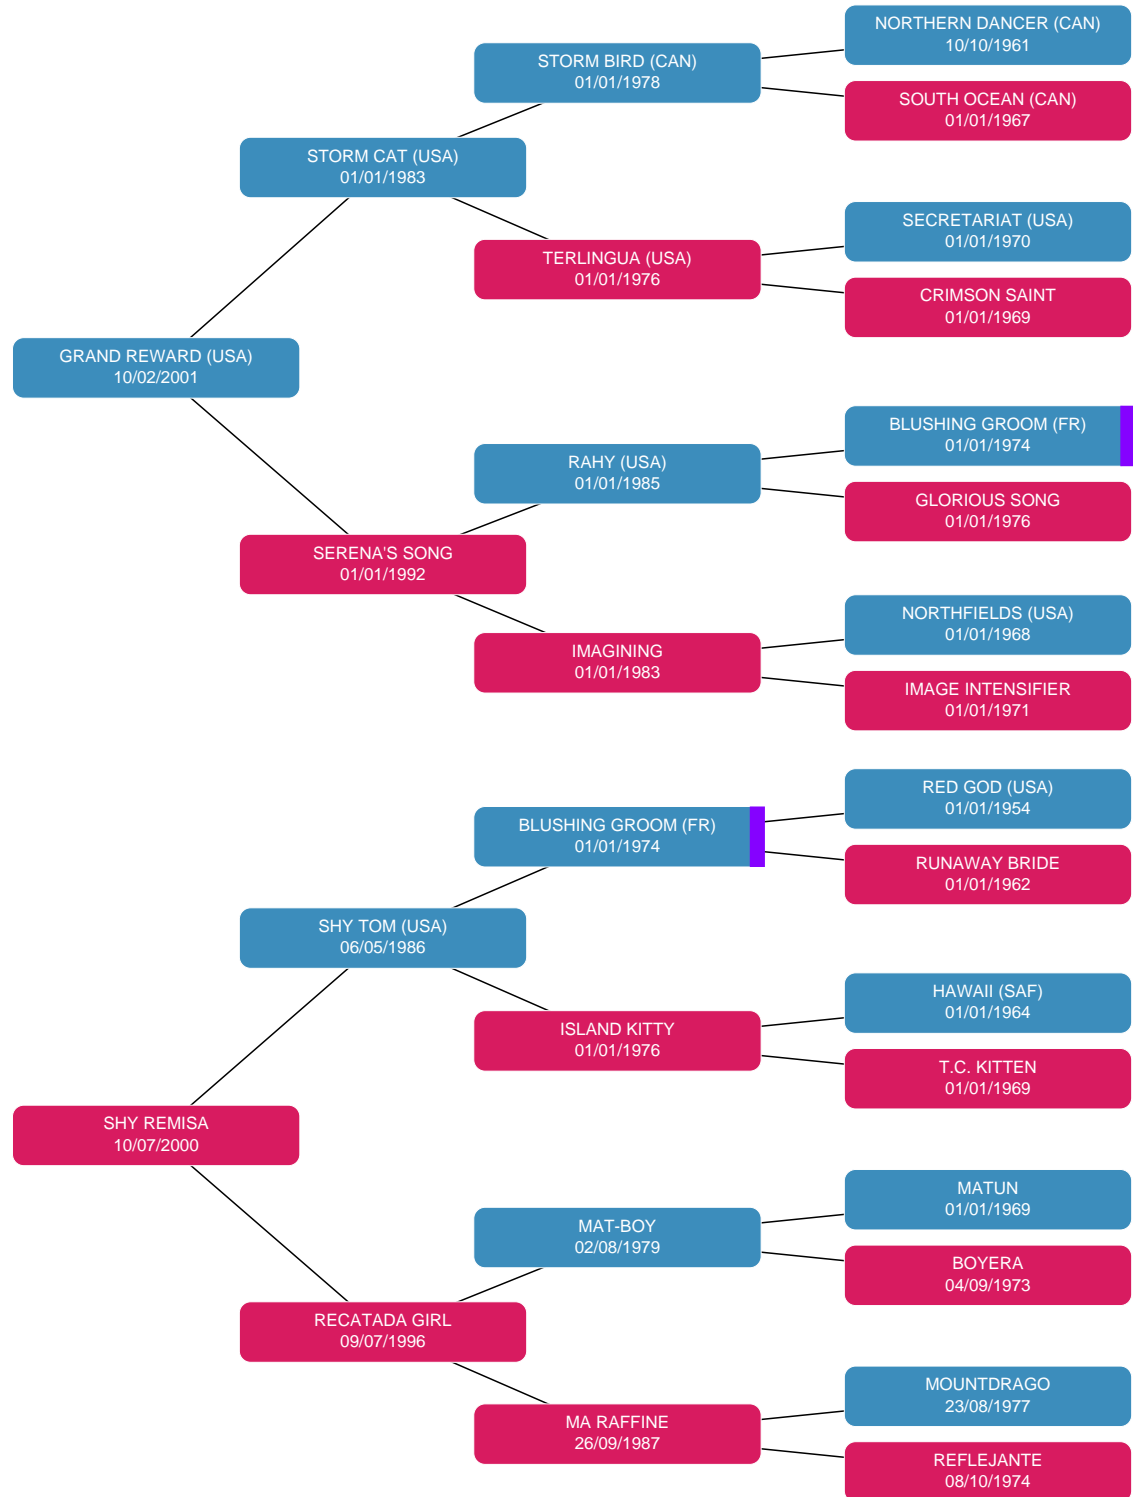 NORTHERN DANCER (CAN)
10/10/1961
STORM BIRD (CAN)
01/01/1978
SOUTH OCEAN (CAN)
01/01/1967
STORM CAT (USA)
01/01/1983
SECRETARIAT (USA)
01/01/1970
TERLINGUA (USA)
01/01/1976
CRIMSON SAINT
01/01/1969
GRAND REWARD (USA)
10/02/2001
BLUSHING GROOM (FR)
01/01/1974
RAHY (USA)
01/01/1985
GLORIOUS SONG
01/01/1976
SERENA'S SONG
01/01/1992
NORTHFIELDS (USA)
01/01/1968
IMAGINING
01/01/1983
IMAGE INTENSIFIER
01/01/1971
RED GOD (USA)
01/01/1954
BLUSHING GROOM (FR)
01/01/1974
RUNAWAY BRIDE
01/01/1962
SHY TOM (USA)
06/05/1986
HAWAII (SAF)
01/01/1964
ISLAND KITTY
01/01/1976
T.C. KITTEN
01/01/1969
SHY REMISA
10/07/2000
MATUN
01/01/1969
MAT-BOY
02/08/1979
BOYERA
04/09/1973
RECATADA GIRL
09/07/1996
MOUNTDRAGO
23/08/1977
MA RAFFINE
26/09/1987
REFLEJANTE
08/10/1974